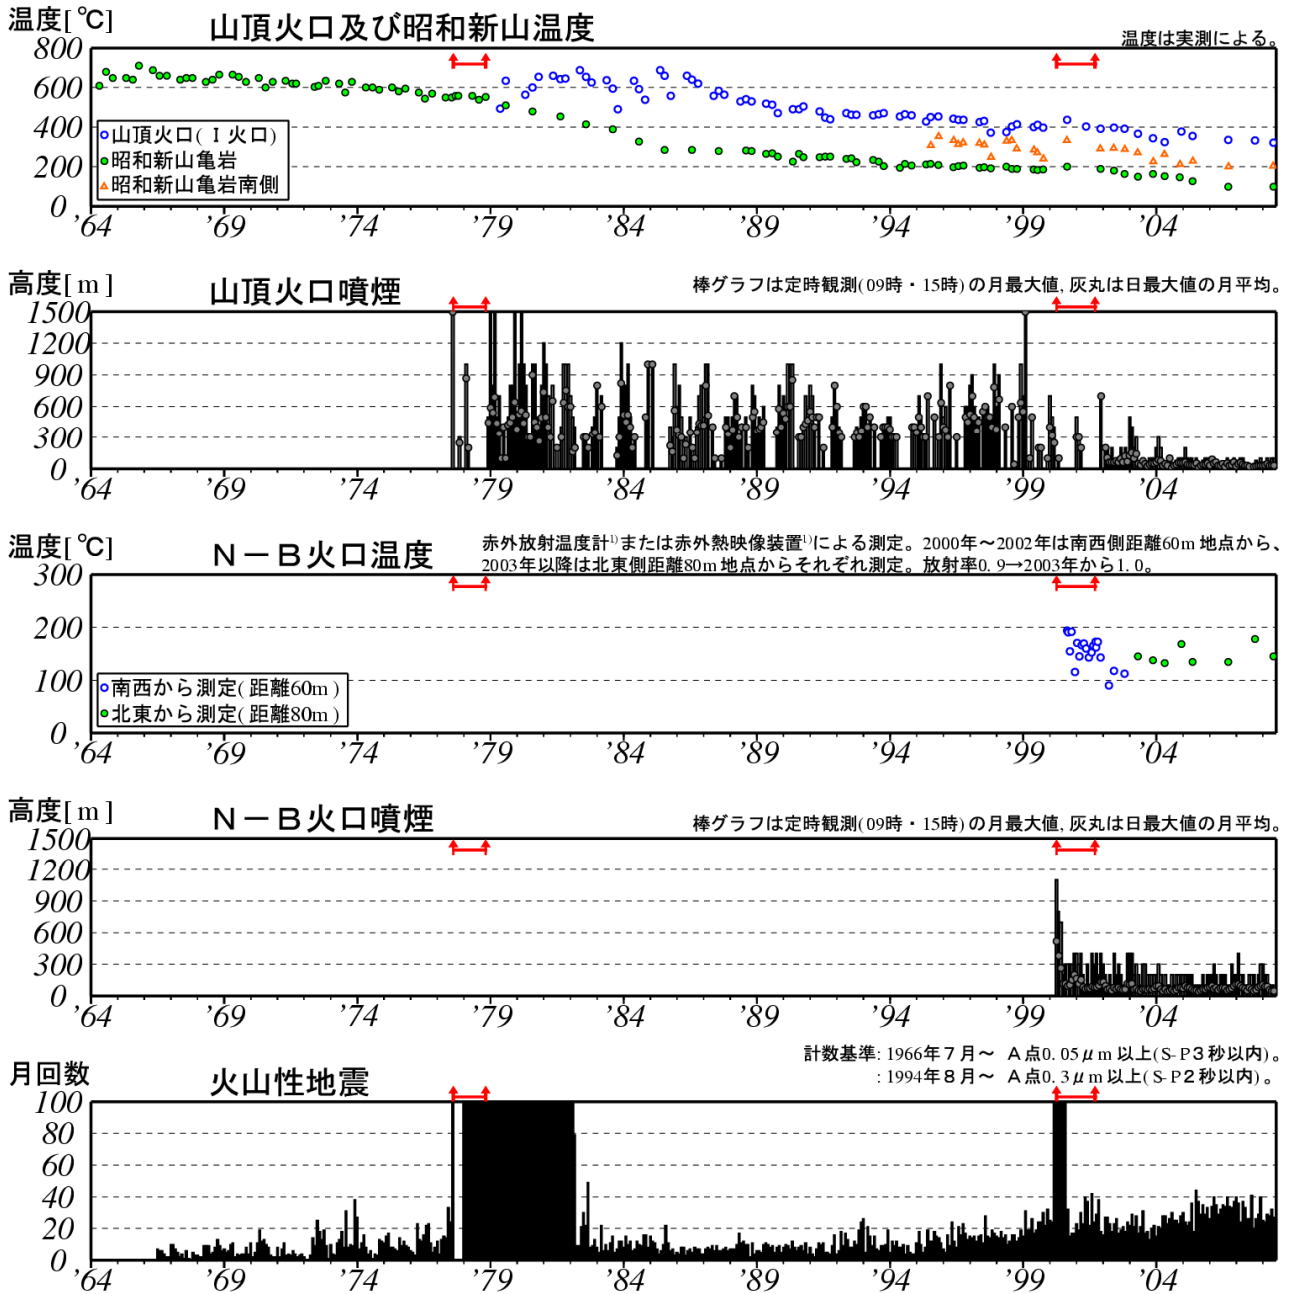 温度[℃]
山頂火口及び昭和新山温度
温度は実測による。
800
600
400
200
0
山頂火口(Ｉ火口)
昭和新山亀岩
昭和新山亀岩南側
'64 '69 '74 '79 '84 '89 '94 '99 '04
高度[m]
山頂火口噴煙
棒グラフは定時観測(09時・15時)の月最大値, 灰丸は日最大値の月平均。
1500
1200
900
600
300
0
'64 '69 '74 '79 '84 '89 '94 '99 '04
温度[℃]
Ｎ－Ｂ火口温度
赤外放射温度計1)または赤外熱映像装置1)による測定。2000年～2002年は南西側距離60m地点から、
2003年以降は北東側距離80m地点からそれぞれ測定。放射率0.9→2003年から1.0。
300
200
100
0
南西から測定(距離60m)
北東から測定(距離80m)
'64 '69 '74 '79 '84 '89 '94 '99 '04
高度[m]
Ｎ－Ｂ火口噴煙
棒グラフは定時観測(09時・15時)の月最大値, 灰丸は日最大値の月平均。
1500
1200
900
600
300
0
'64 '69 '74 '79 '84 '89 '94 '99 '04
計数基準: 1966年７月～ Ａ点0.05μm以上(S-P３秒以内)。
: 1994年８月～ Ａ点0.3μm以上(S-P２秒以内)。
月回数
火山性地震
100
80
60
40
20
0
'64 '69 '74 '79 '84 '89 '94 '99 '04